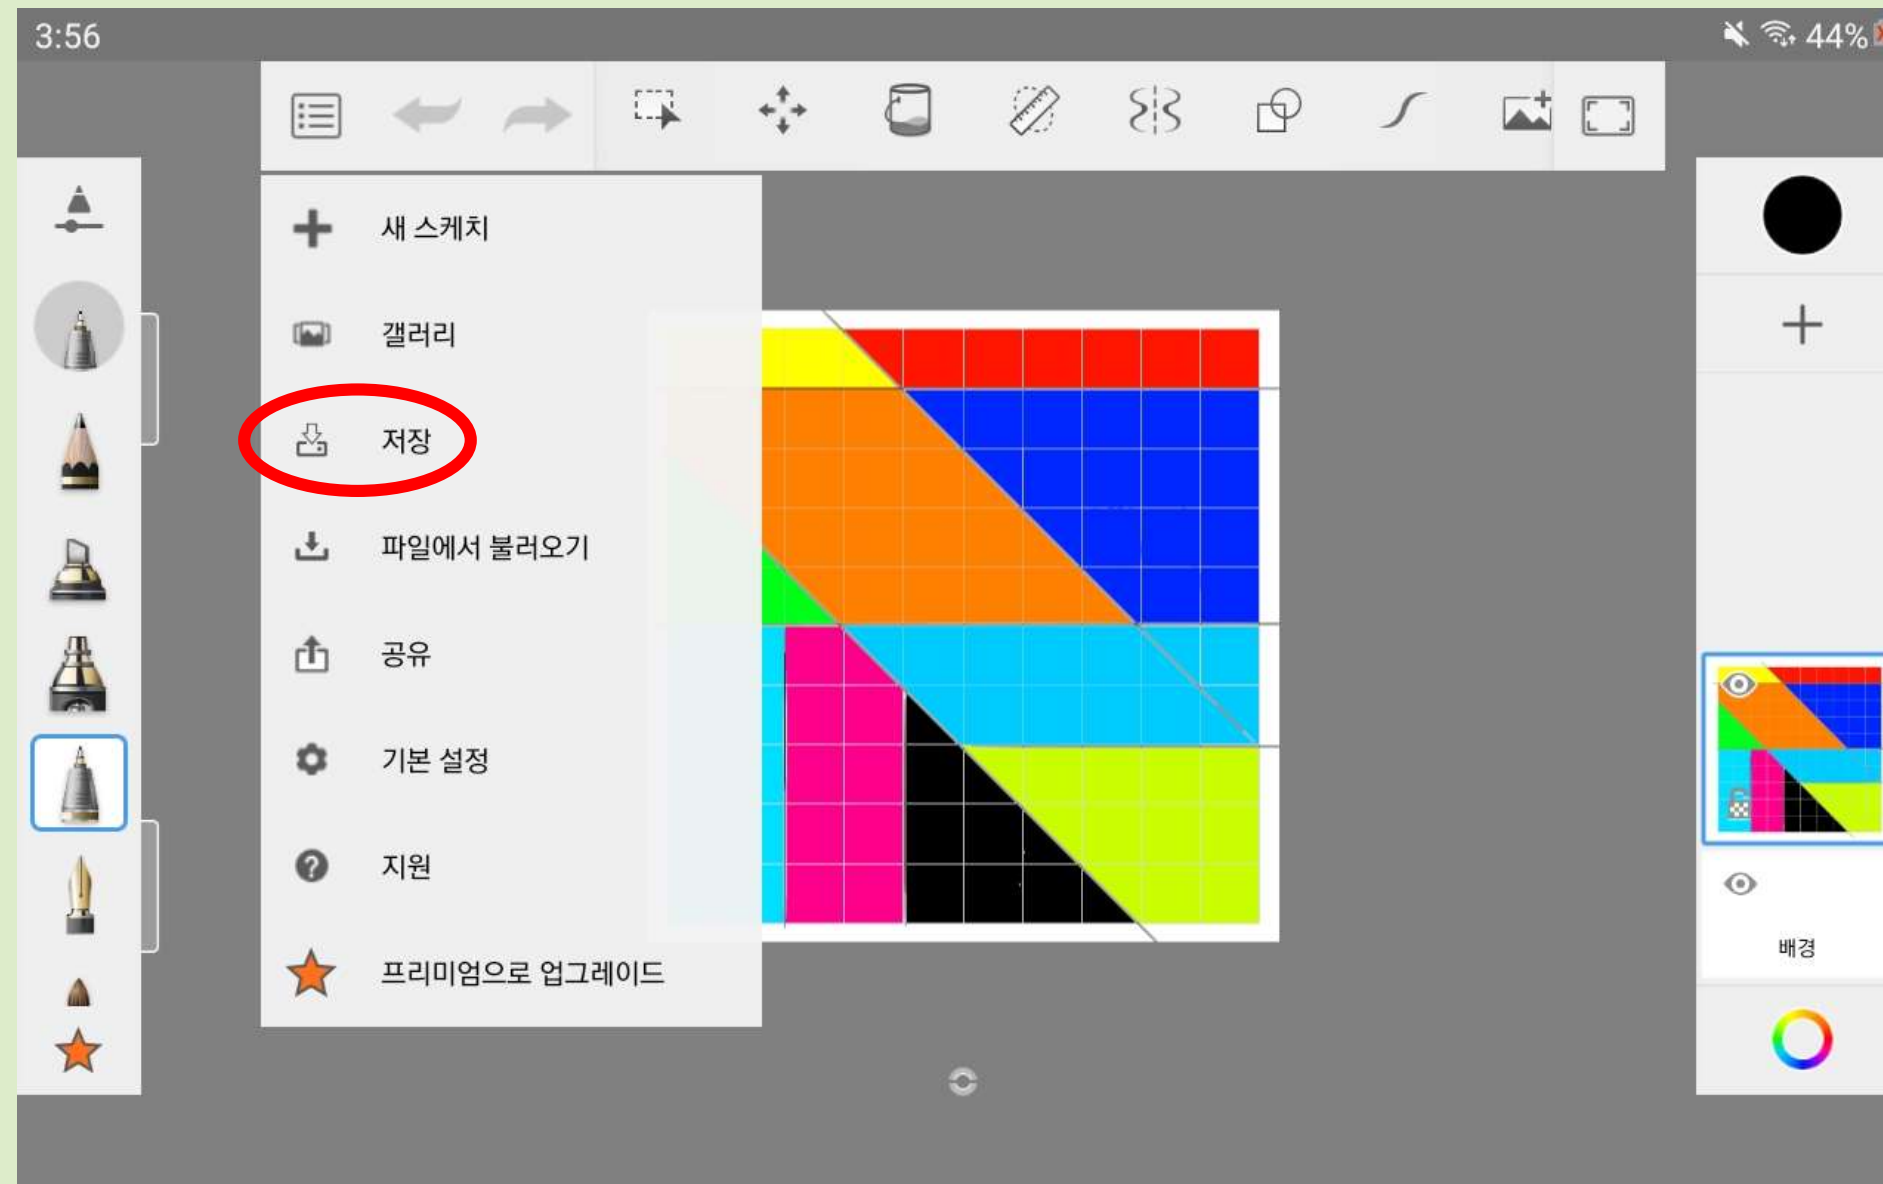 3:56
44%
새 스케치
갤러리
저장
파일에서 불러오기
공유
기본 설정
지원
프리미엄으로 업그레이드
배경